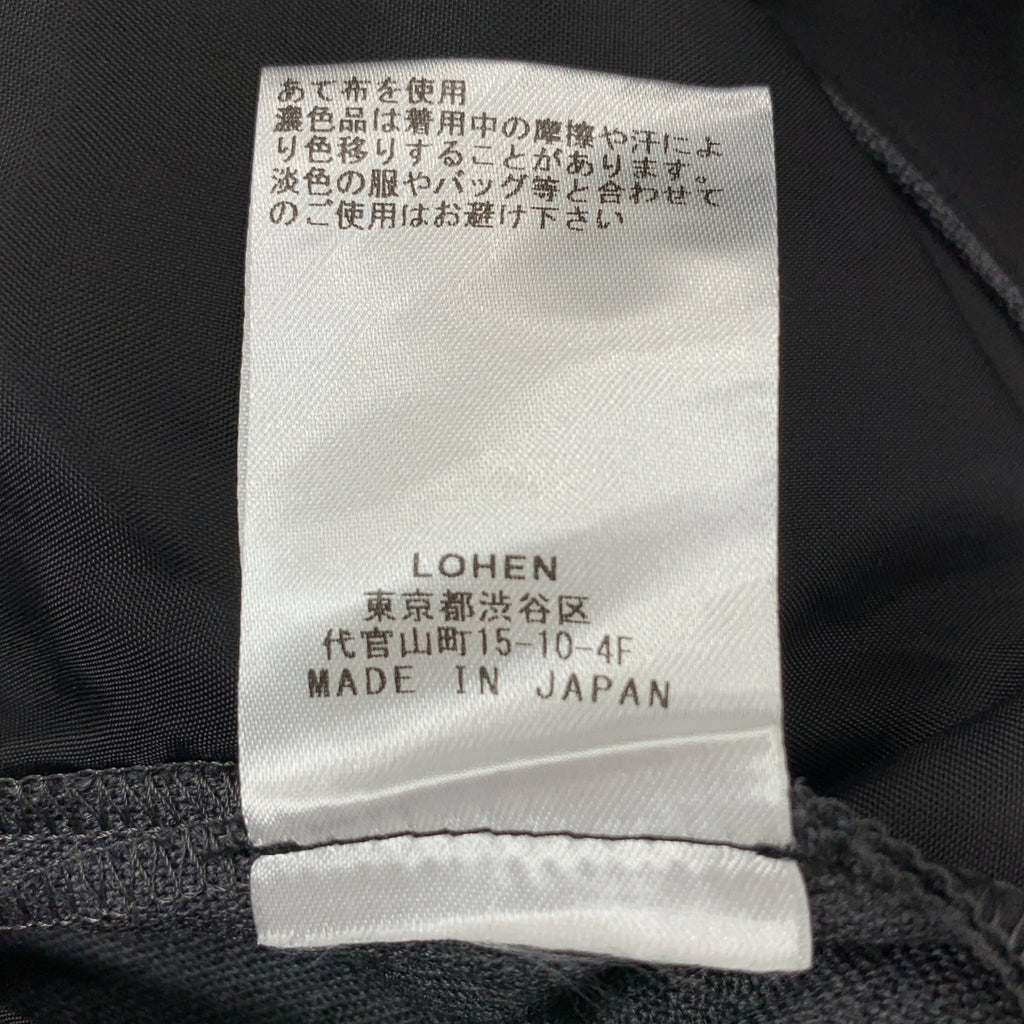 あて布を使用
濃色品は着用中の摩擦や汗によ
り色移りすることがあります。
淡色の服やバッグ等と合わせて
のご使用はお避け下さい
LOHEN
東京都渋谷区
代官山町15-10-4F
MADE IN JAPAN